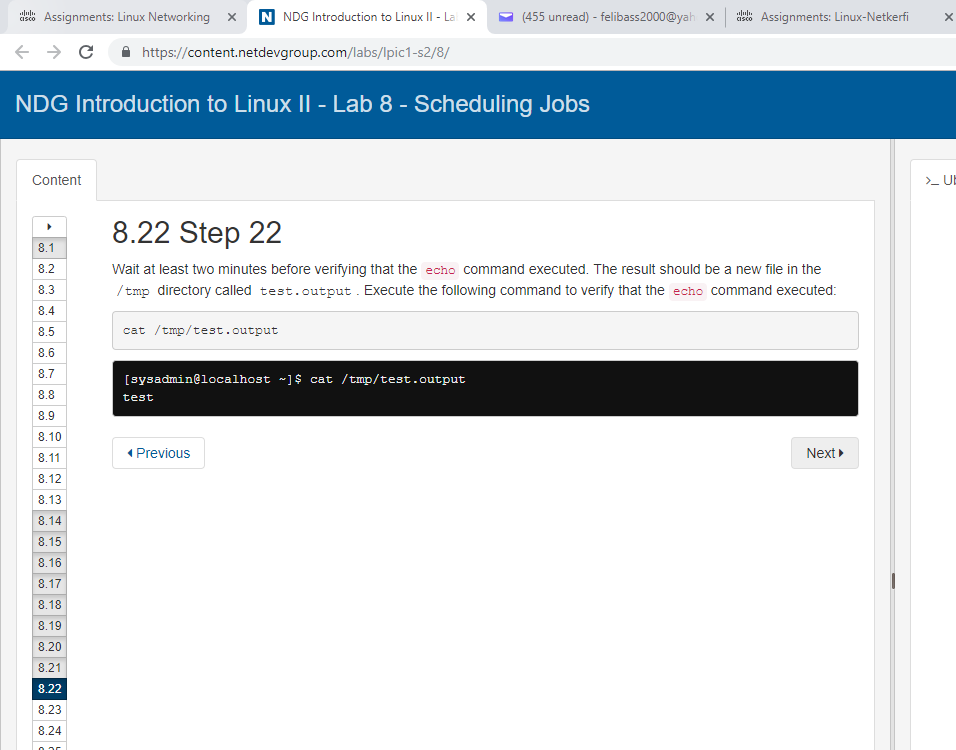 Assignments: Linux Networking
NDG Introduction to Linux II - La
(455 unread) - felibass2000@yah
Assignments: Linux-Netkerfi
https://content.netdevgroup.com/labs/lpic1-s2/8/
NDG Introduction to Linux II - Lab 8 - Scheduling Jobs
Content
>_ Ub
8.1
8.2
8.3
8.4
8.5
8.6
8.7
8.8
8.9
8.10
8.11
8.12
8.13
8.14
8.15
8.16
8.17
8.18
8.19
8.20
8.21
8.22
8.23
8.24
8.25
8.22 Step 22
Wait at least two minutes before verifying that the echo command executed. The result should be a new file in the
/tmp directory called test.output . Execute the following command to verify that the echo command executed:
cat /tmp/test.output
[sysadmin@localhost ~]$ cat /tmp/test.output
test
Previous
Next